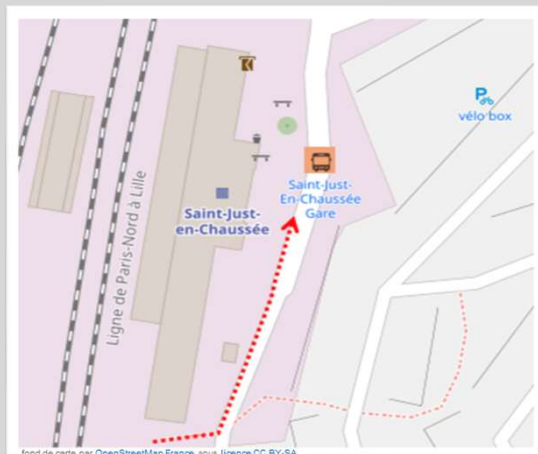 P
vélo box
Saint-Just-
En-Chaussée
Gare
Saint-Just-
en-Chaussée
Ligne de Paris-Nord à Lille
fond de carte par OpenStreetMap France, sous licence CC BY-SA